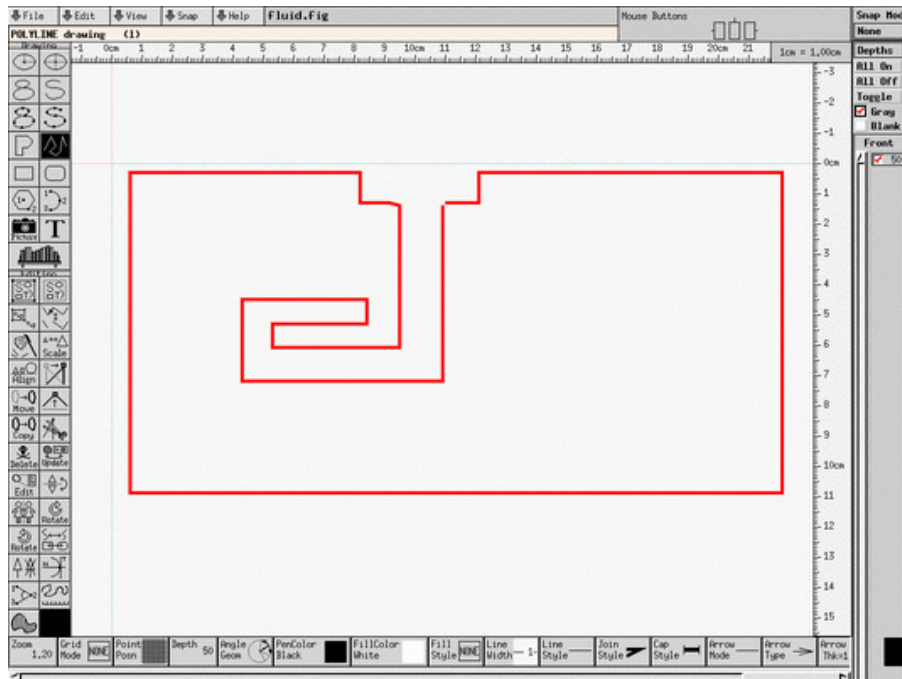 File Edit View Snap Help fluid.fig Mouse Buttons Snap Mod
POLYLINE drawing (1) None
Drawing -1 0cm 1 2 3 4 5 6 7 8 9 10cm 11 12 13 14 15 16 17 18 19 20cm 21 1cm = 1.00cm Depths
All On
-3
All Off
-2
Toggle
Gray
-1
Blank
Front
0cm
50
1
2
Picture T
3
Editing
4
5
Scale
6
Align
7
Move
8
Copy
9
Delete Update
10cm
Edit
11
Rotate
12
Rotate
13
14
15
Zoom 1.20 Grid Mode NONE Point Posn Depth 50 Angle Geom PenColor Black FillColor White Fill Style NONE Line Width 1 Line Style Join Style Cap Style Arrow Mode Arrow Type Arrow Thk=1